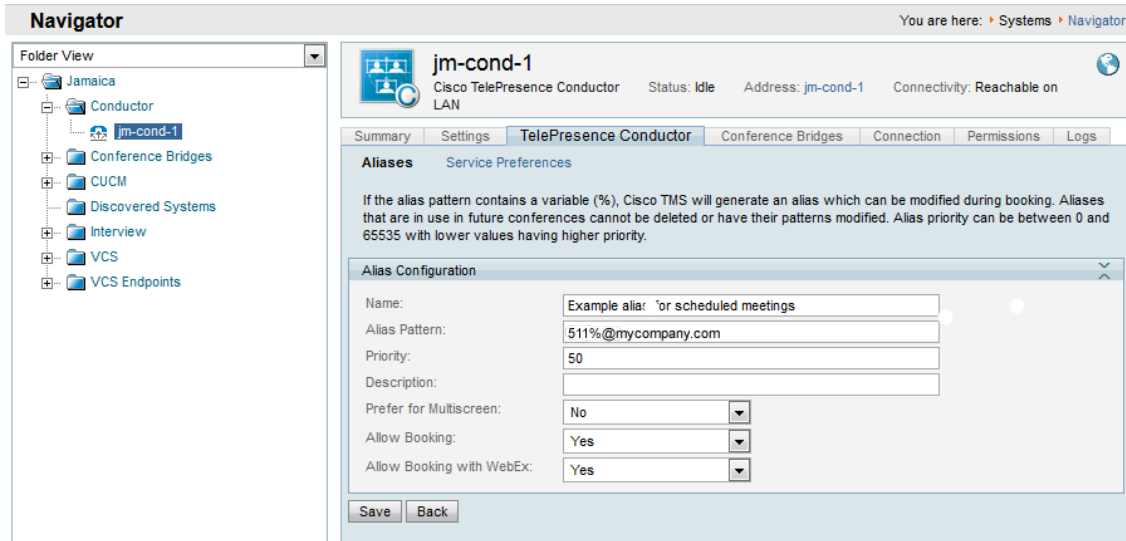 Navigator
You are here: Systems Navigator
Folder View
Jamaica
Conductor
jm-cond-1
Conference Bridges
CUCM
Discovered Systems
Interview
VCS
VCS Endpoints
jm-cond-1
Cisco TelePresence Conductor Status: Idle Address: jm-cond-1 Connectivity: Reachable on
LAN
Summary Settings TelePresence Conductor Conference Bridges Connection Permissions Logs
Aliases Service Preferences
If the alias pattern contains a variable (%), Cisco TMS will generate an alias which can be modified during booking. Aliases
that are in use in future conferences cannot be deleted or have their patterns modified. Alias priority can be between 0 and
65535 with lower values having higher priority.
Alias Configuration
Name: Example alias for scheduled meetings
Alias Pattern: 511%@mycompany.com
Priority: 50
Description:
Prefer for Multiscreen: No
Allow Booking: Yes
Allow Booking with WebEx: Yes
Save Back